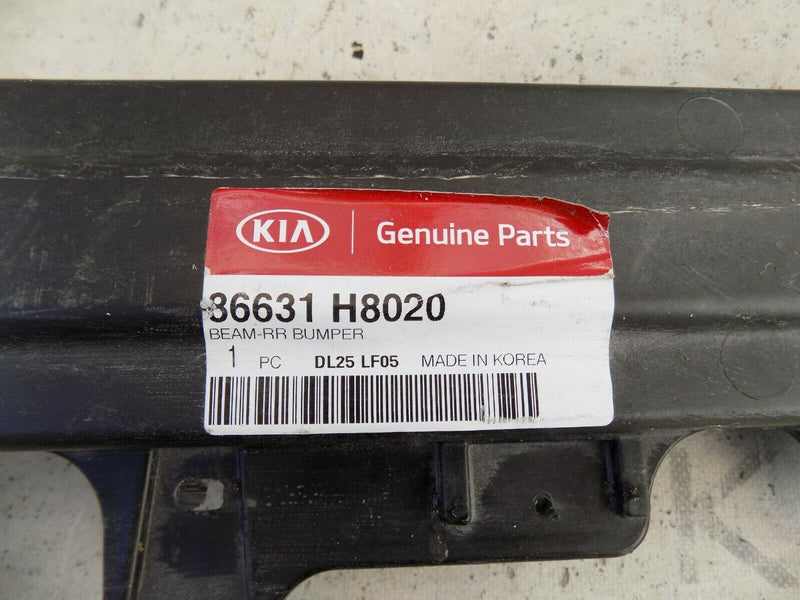 KIA Genuine Parts
86631 H8020
BEAM-RR BUMPER
1 PC DL25 LF05 MADE IN KOREA